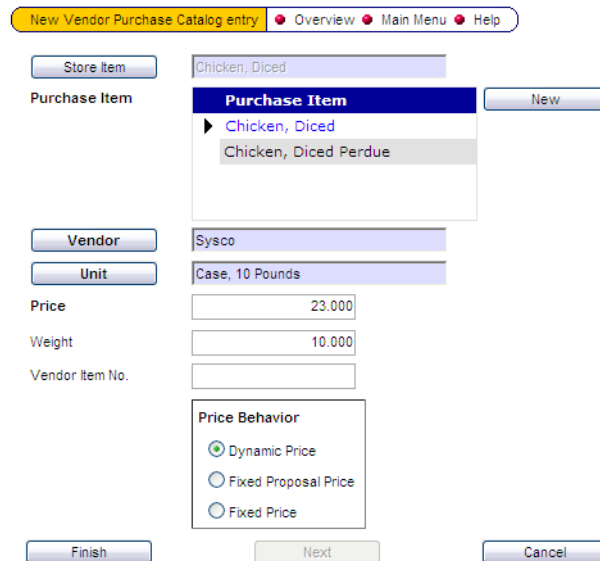 New Vendor Purchase Catalog entry Overview Main Menu Help
Store Item Chicken, Diced
Purchase Item Purchase Item New
Chicken, Diced
Chicken, Diced Perdue
Vendor Sysco
Unit Case, 10 Pounds
Price 23.000
Weight 10.000
Vendor Item No.
Price Behavior
Dynamic Price
Fixed Proposal Price
Fixed Price
Finish Next Cancel